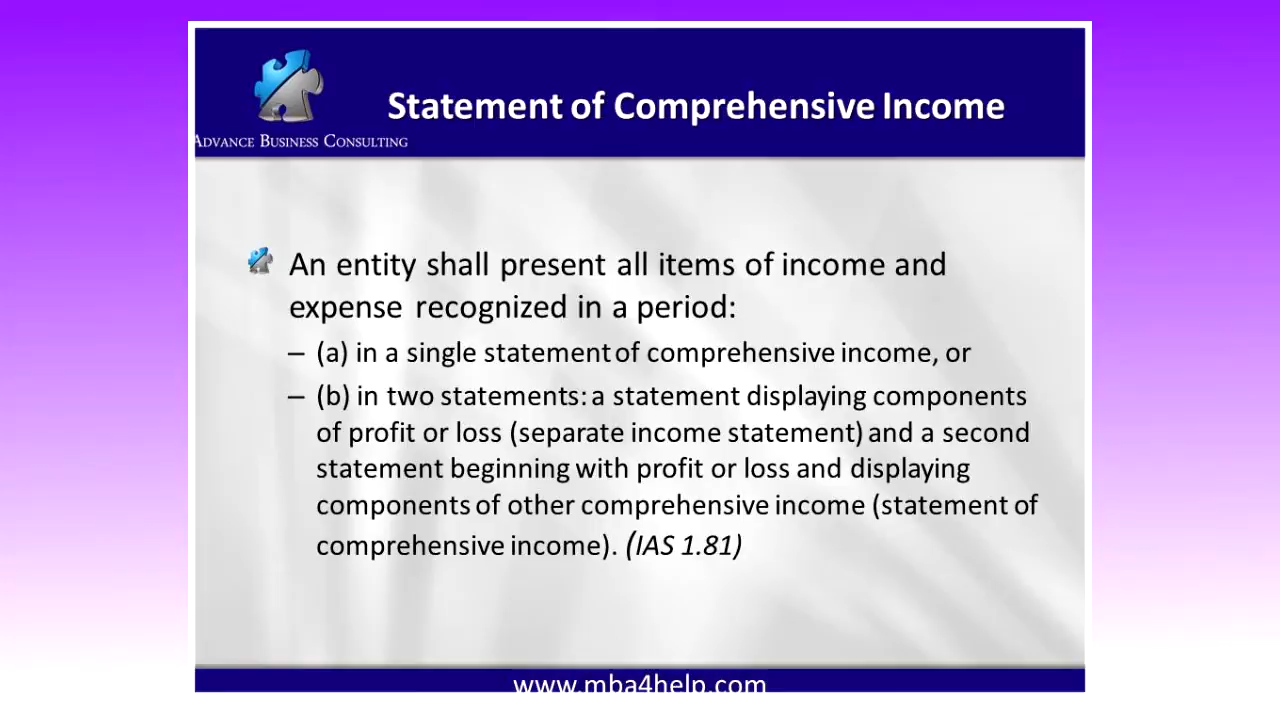 Statement of Comprehensive Income
ADVANCE BUSINESS CONSULTING
An entity shall present all items of income and
expense recognized in a period:
– (a) in a single statement of comprehensive income, or
– (b) in two statements: a statement displaying components
of profit or loss (separate income statement) and a second
statement beginning with profit or loss and displaying
components of other comprehensive income (statement of
comprehensive income). (IAS 1.81)
www.mba4help.com